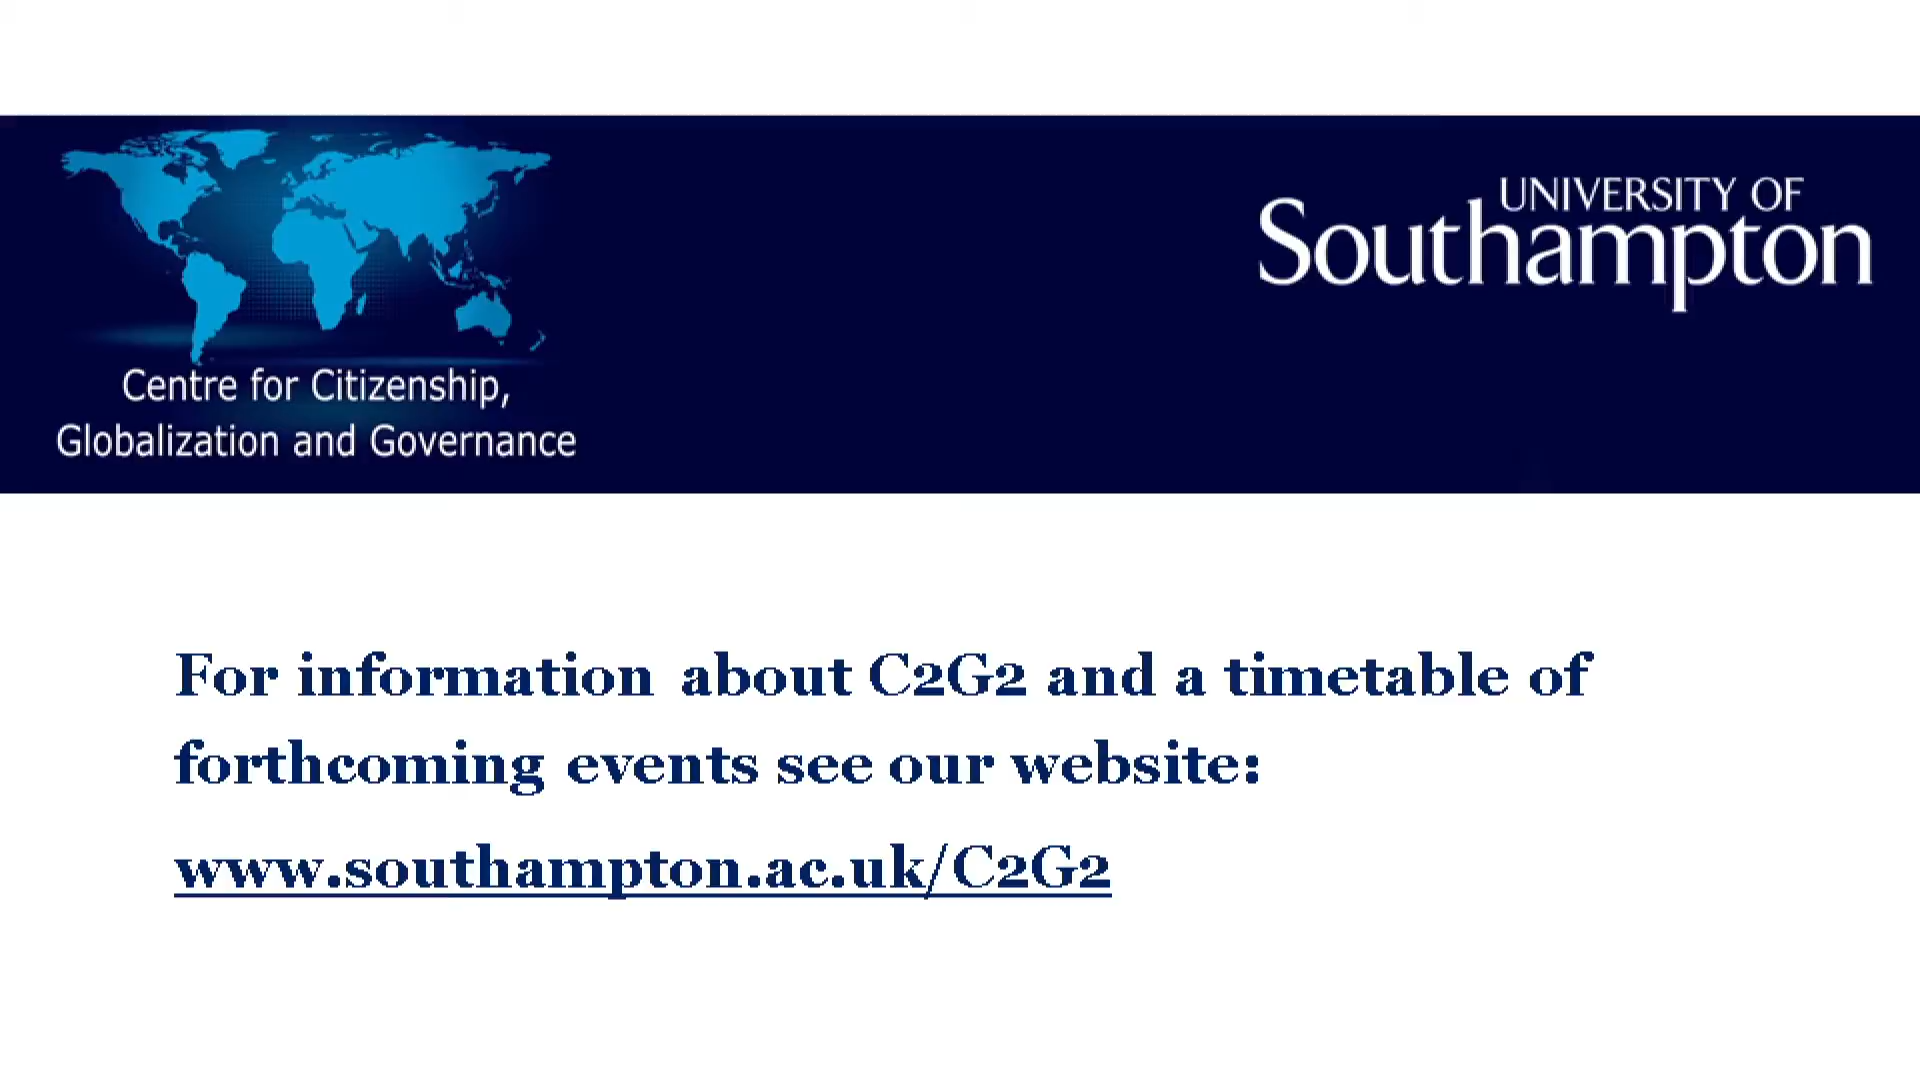 UNIVERSITY OF
Southampton
Centre for Citizenship,
Globalization and Governance
For information about C2G2 and a timetable of
forthcoming events see our website:
www.southampton.ac.uk/C2G2